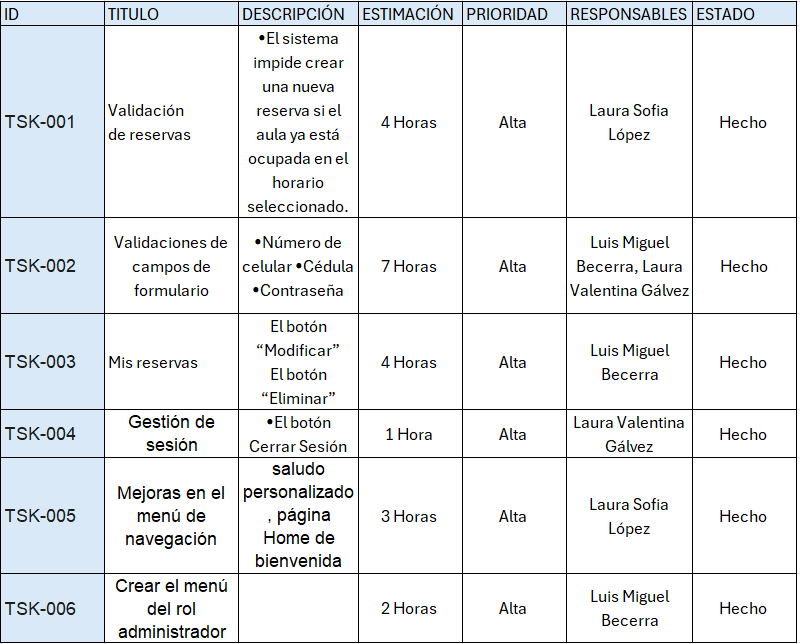 ID TITULO DESCRIPCIÓN ESTIMACIÓN PRIORIDAD RESPONSABLES ESTADO
TSK-001
Validación
de reservas
•El sistema
impide crear
una nueva
reserva si el
aula ya está
ocupada en el
horario
seleccionado.
4 Horas
Alta
Laura Sofia
López
Hecho
TSK-002
Validaciones de
campos de
formulario
•Número de
celular •Cédula
•Contraseña
7 Horas
Alta
Luis Miguel
Becerra, Laura
Valentina Gálvez
Hecho
TSK-003
Mis reservas
El botón
“Modificar”
El botón
“Eliminar”
4 Horas
Alta
Luis Miguel
Becerra
Hecho
TSK-004
Gestión de
sesión
•El botón
Cerrar Sesión
1 Hora
Alta
Laura Valentina
Gálvez
Hecho
TSK-005
Mejoras en el
menú de
navegación
saludo
personalizado
, página
Home de
bienvenida
3 Horas
Alta
Laura Sofia
López
Hecho
TSK-006
Crear el menú
del rol
administrador
2 Horas
Alta
Luis Miguel
Becerra
Hecho